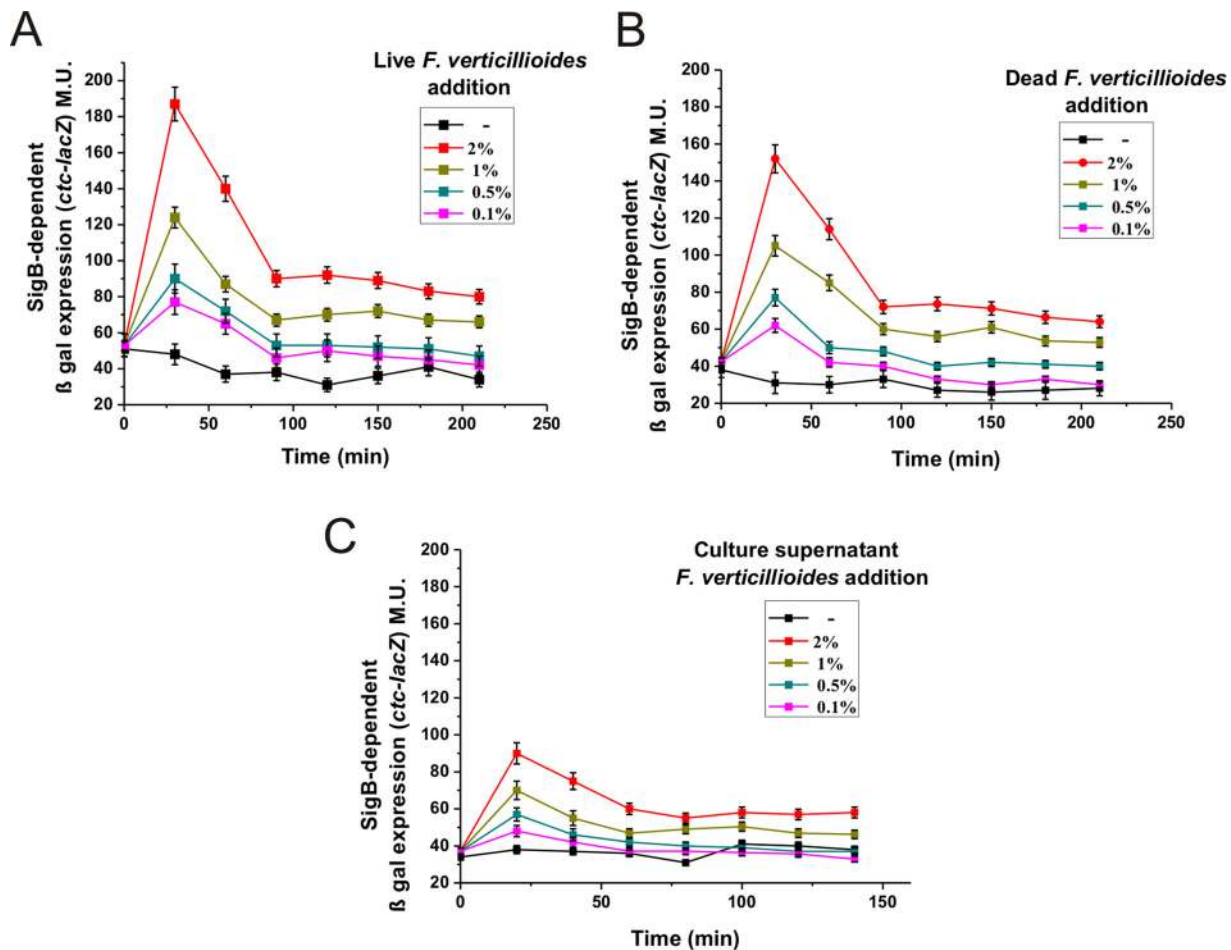 A
Live F. verticillioides
addition
-
2%
1%
0.5%
0.1%
SigB-dependent
ß gal expression (ctc-lacZ) M.U.
200
180
160
140
120
100
80
60
40
20
0 50 100 150 200 250
Time (min)
B
Dead F. verticillioides
addition
-
2%
1%
0.5%
0.1%
SigB-dependent
ß gal expression (ctc-lacZ) M.U.
200
180
160
140
120
100
80
60
40
20
0 50 100 150 200 250
Time (min)
C
Culture supernatant
F. verticillioides addition
-
2%
1%
0.5%
0.1%
SigB-dependent
ß gal expression (ctc-lacZ) M.U.
200
180
160
140
120
100
80
60
40
20
0 50 100 150
Time (min)